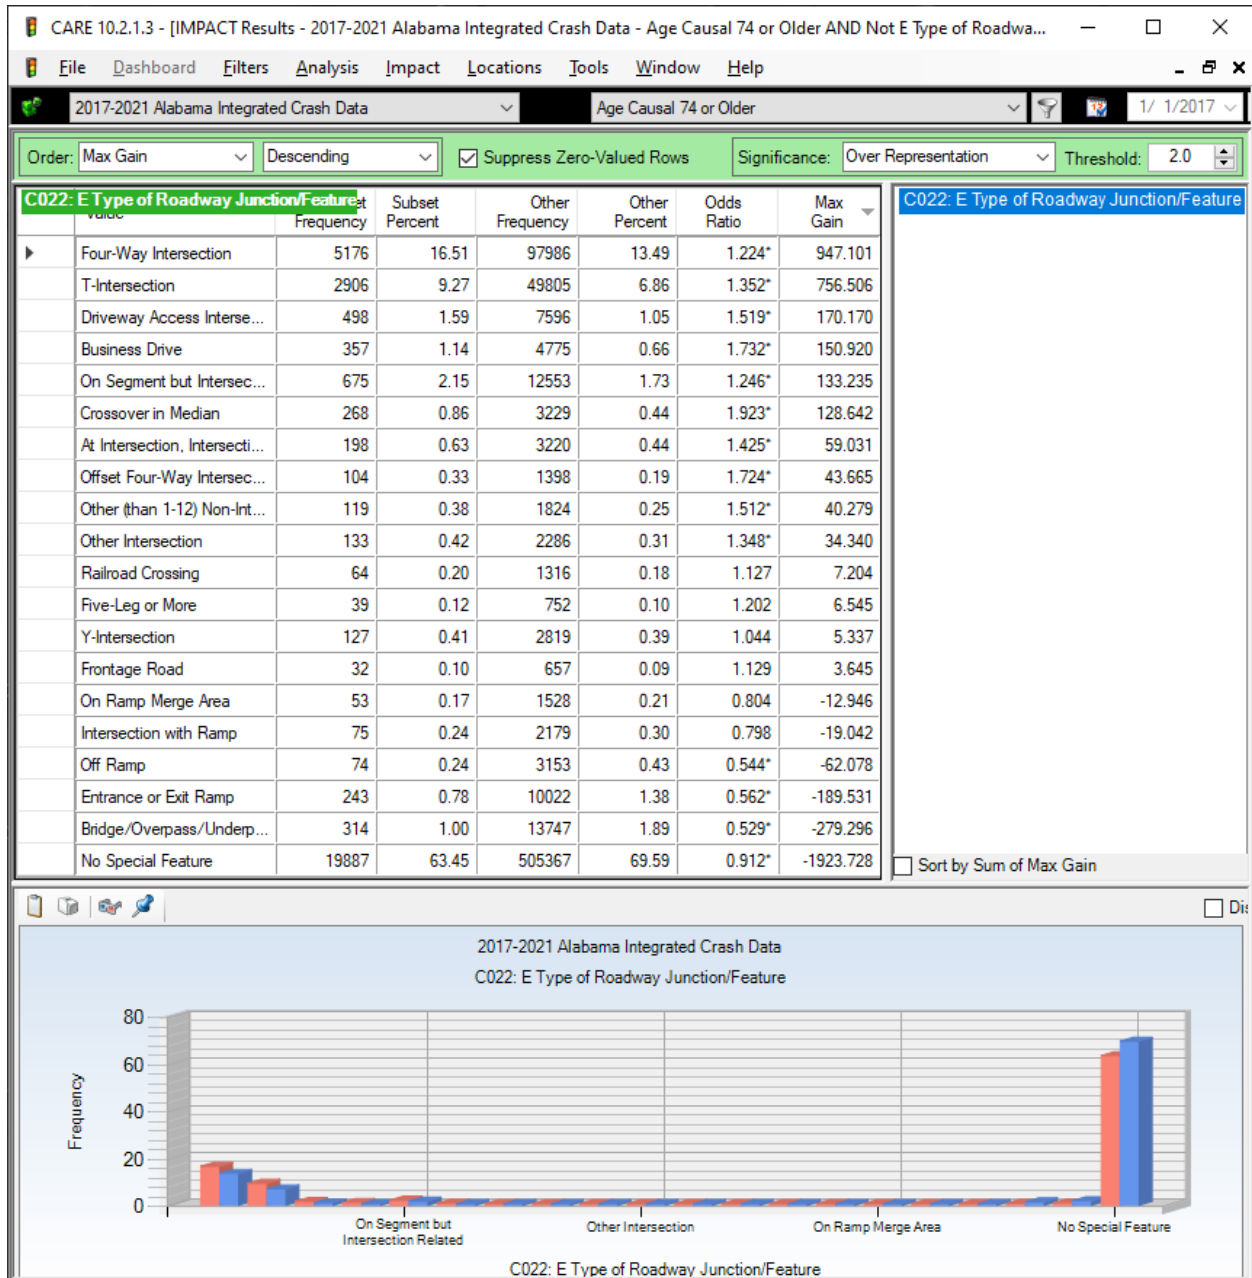 CARE 10.2.1.3 - [IMPACT Results - 2017-2021 Alabama Integrated Crash Data - Age Causal 74 or Older AND Not E Type of Roadwa...
File Dashboard Filters Analysis Impact Locations Tools Window Help
2017-2021 Alabama Integrated Crash Data Age Causal 74 or Older 1/ 1/2017
Order: Max Gain Descending Suppress Zero-Valued Rows Significance: Over Representation Threshold: 2.0
C022: E Type of Roadway Junction/Feature Frequency Subset Percent Other Frequency Other Percent Odds Ratio Max Gain C022: E Type of Roadway Junction/Feature
Four-Way Intersection 5176 16.51 97986 13.49 1.224* 947.101
T-Intersection 2906 9.27 49805 6.86 1.352* 756.506
Driveway Access Interse... 498 1.59 7596 1.05 1.519* 170.170
Business Drive 357 1.14 4775 0.66 1.732* 150.920
On Segment but Intersec... 675 2.15 12553 1.73 1.246* 133.235
Crossover in Median 268 0.86 3229 0.44 1.923* 128.642
At Intersection, Intersecti... 198 0.63 3220 0.44 1.425* 59.031
Offset Four-Way Intersec... 104 0.33 1398 0.19 1.724* 43.665
Other (than 1-12) Non-Int... 119 0.38 1824 0.25 1.512* 40.279
Other Intersection 133 0.42 2286 0.31 1.348* 34.340
Railroad Crossing 64 0.20 1316 0.18 1.127 7.204
Five-Leg or More 39 0.12 752 0.10 1.202 6.545
Y-Intersection 127 0.41 2819 0.39 1.044 5.337
Frontage Road 32 0.10 657 0.09 1.129 3.645
On Ramp Merge Area 53 0.17 1528 0.21 0.804 -12.946
Intersection with Ramp 75 0.24 2179 0.30 0.798 -19.042
Off Ramp 74 0.24 3153 0.43 0.544* -62.078
Entrance or Exit Ramp 243 0.78 10022 1.38 0.562* -189.531
Bridge/Overpass/Underp... 314 1.00 13747 1.89 0.529* -279.296
No Special Feature 19887 63.45 505367 69.59 0.912* -1923.728
Sort by Sum of Max Gain
Dis
2017-2021 Alabama Integrated Crash Data
C022: E Type of Roadway Junction/Feature
80
60
40
20
0
Frequency
On Segment but
Intersection Related
Other Intersection
On Ramp Merge Area
No Special Feature
C022: E Type of Roadway Junction/Feature